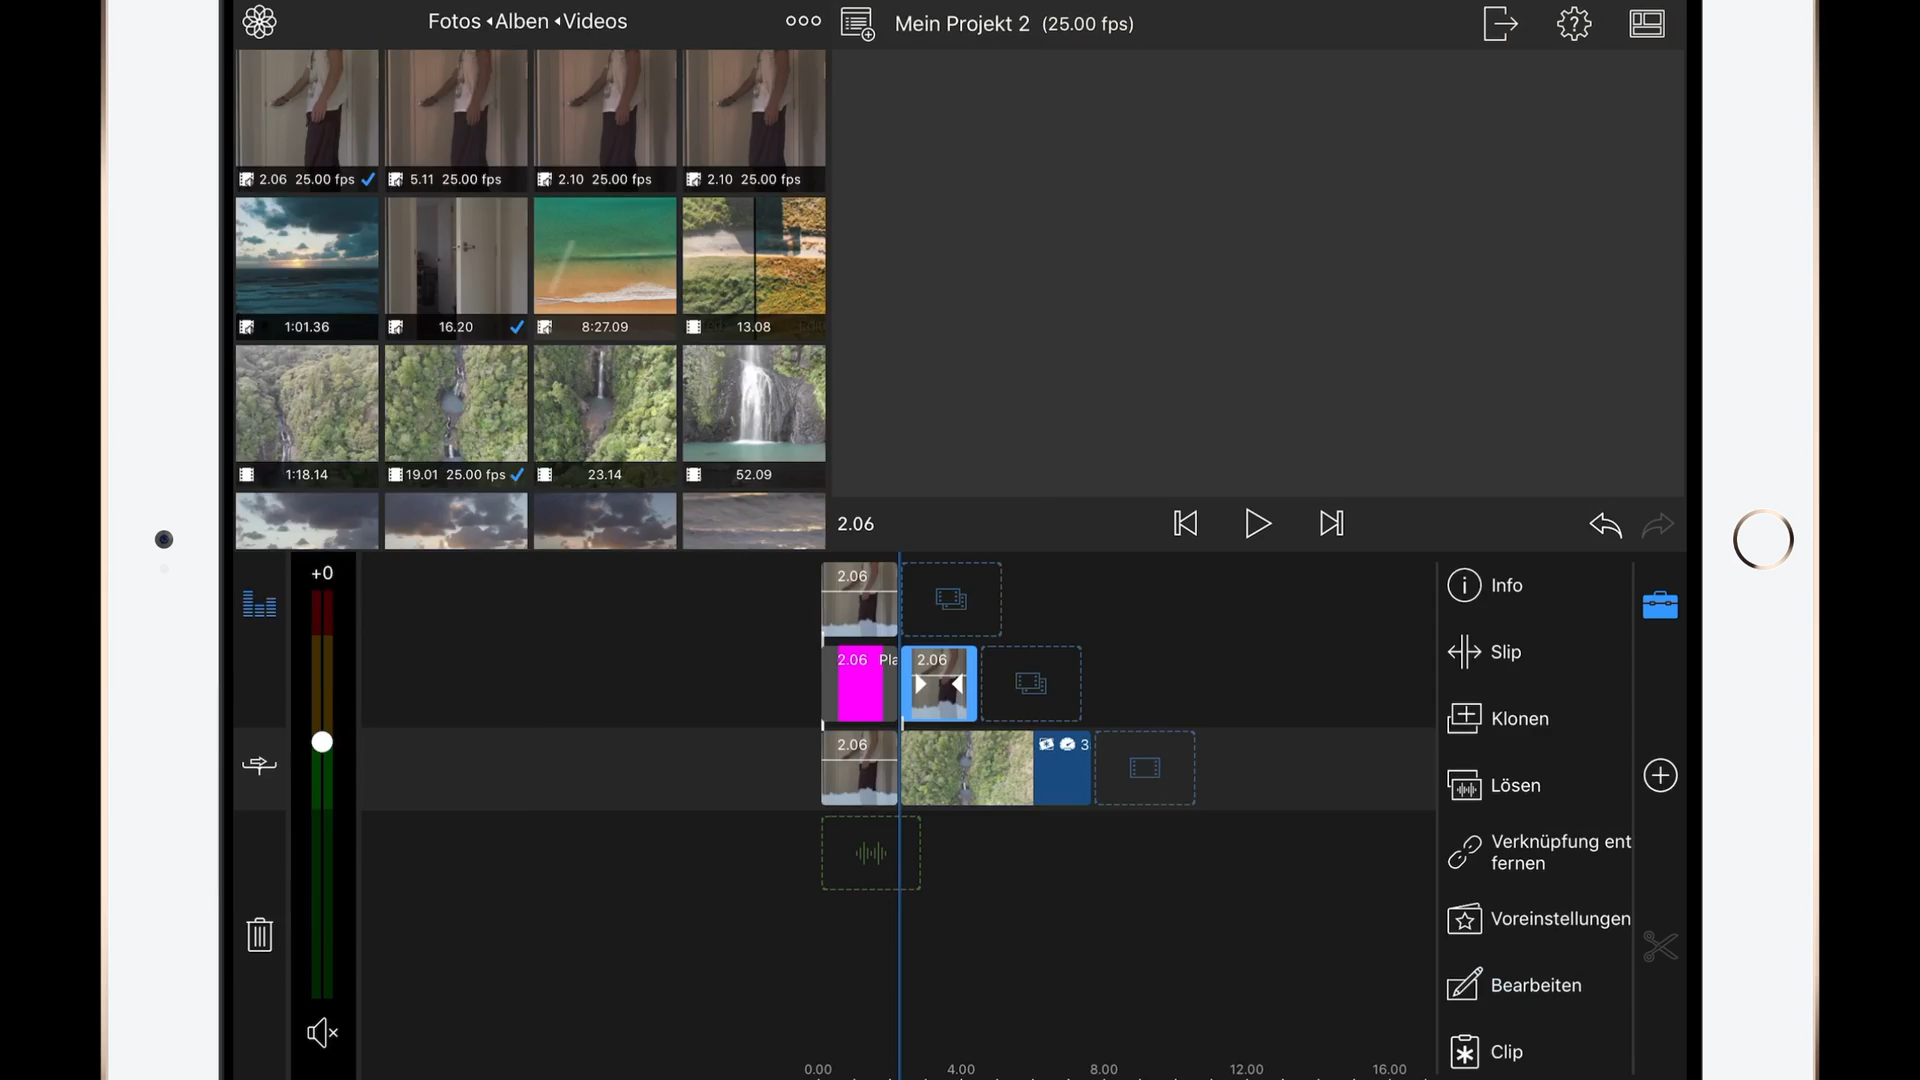 Fotos Alben Videos
Mein Projekt 2 (25.00 fps)
2.06 25.00 fps
5.11 25.00 fps
2.10 25.00 fps
2.10 25.00 fps
1:01.36
16.20
8:27.09
13.08
1:18.14
19.01 25.00 fps
23.14
52.09
2.06
+0
2.06
2.06 Pla
2.06
2.06
3
Info
Slip
Klonen
Lösen
Verknüpfung ent
fernen
Voreinstellungen
Bearbeiten
Clip
0.00 4.00 8.00 12.00 16.00